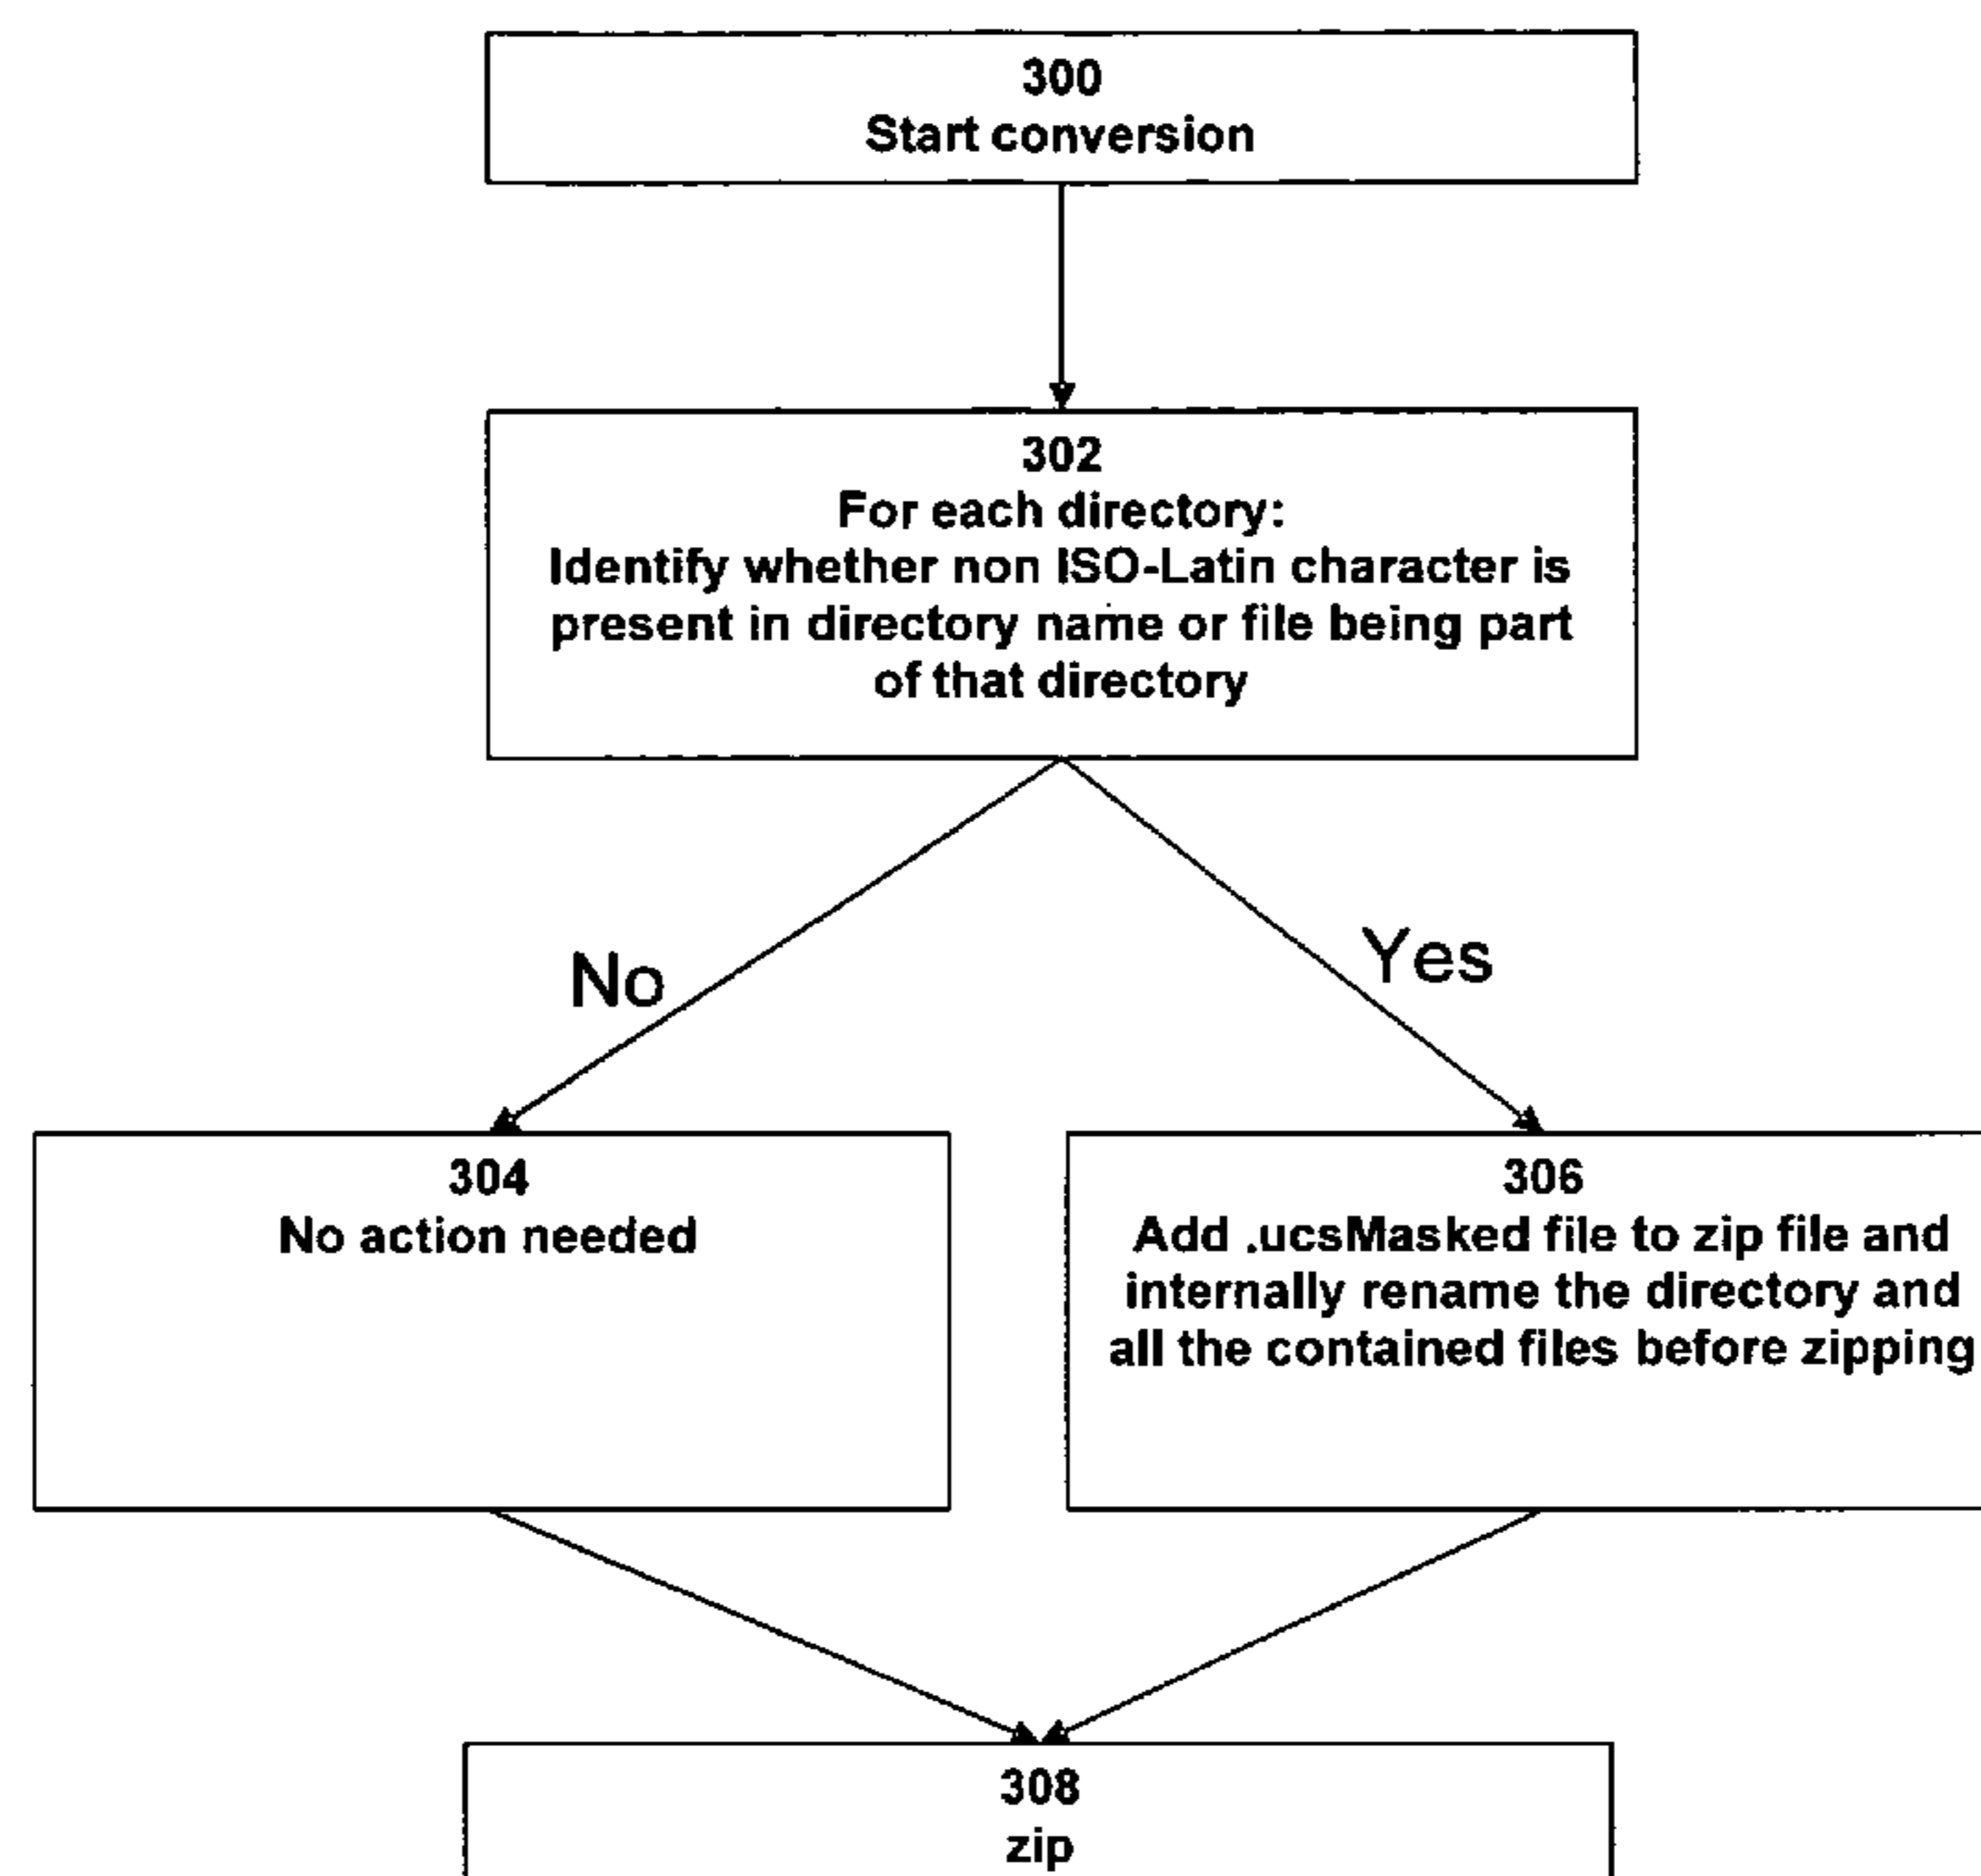 300
Start conversion
302
For each directory:
Identify whether non ISO-Latin character is
present in directory name or file being part
of that directory
No
Yes
304
No action needed
306
Add .ucsMasked file to zip file and
internally rename the directory and
all the contained files before zipping
308
zip